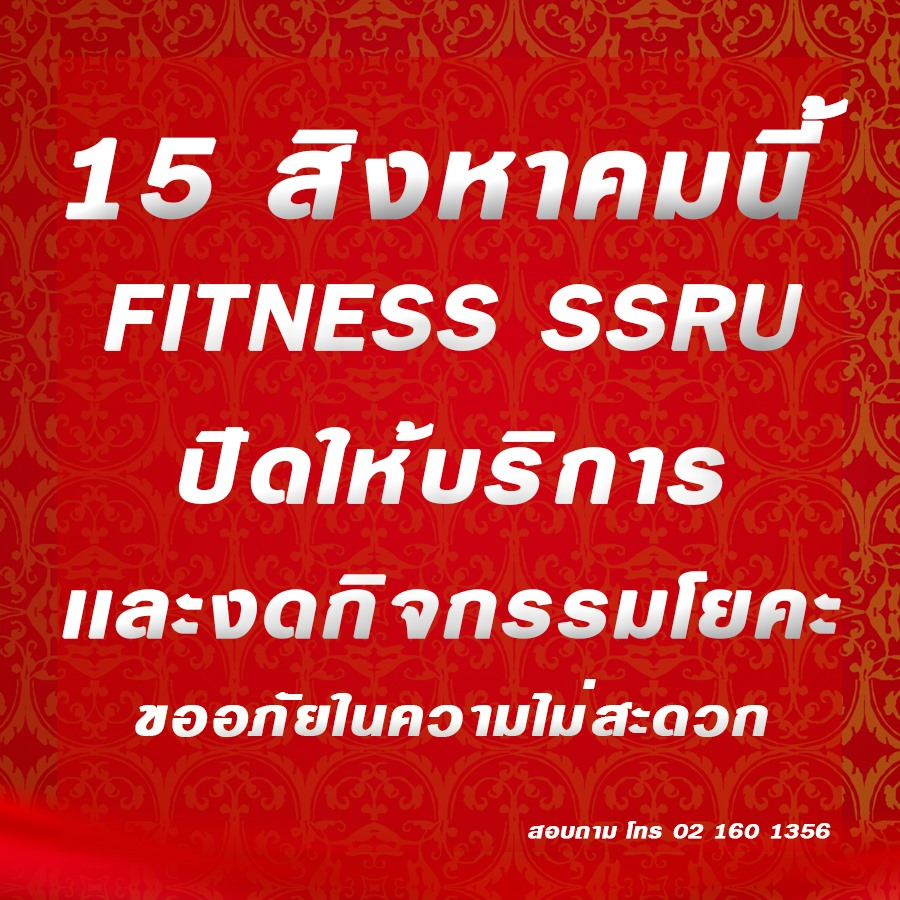 15 สิงหาคมนี้
FITNESS SSRU
ปิดให้บริการ
และงดกิจกรรมโยคะ
ขออภัยในความไม่สะดวก
สอบถาม โทร 02 160 1356